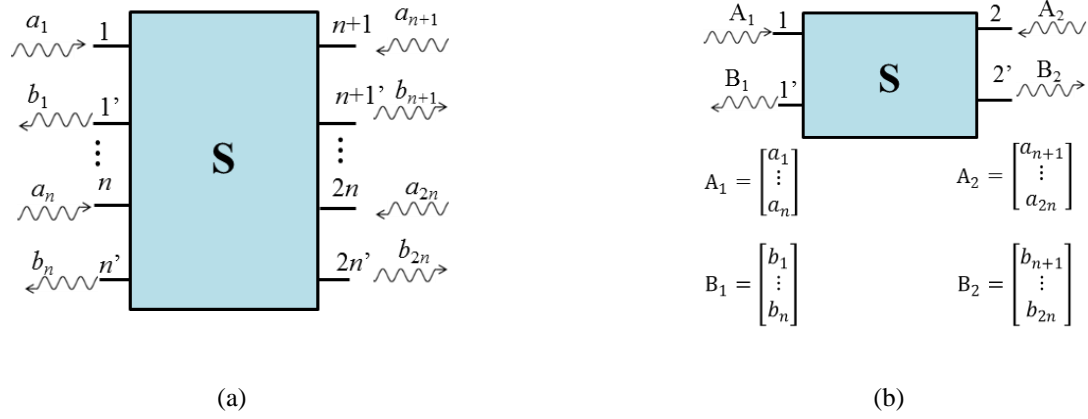 a₁ 1 n+1 aₙ₊₁
b₁ 1’ n+1’ bₙ₊₁
⋮ S ⋮
aₙ n 2n a₂ₙ
bₙ n’ 2n’ b₂ₙ
(a)
A₁ 1 2 A₂
B₁ 1’ S 2’ B₂
A₁ = [a₁ ⋮ aₙ] A₂ = [aₙ₊₁ ⋮ a₂ₙ]
B₁ = [b₁ ⋮ bₙ] B₂ = [bₙ₊₁ ⋮ b₂ₙ]
(b)